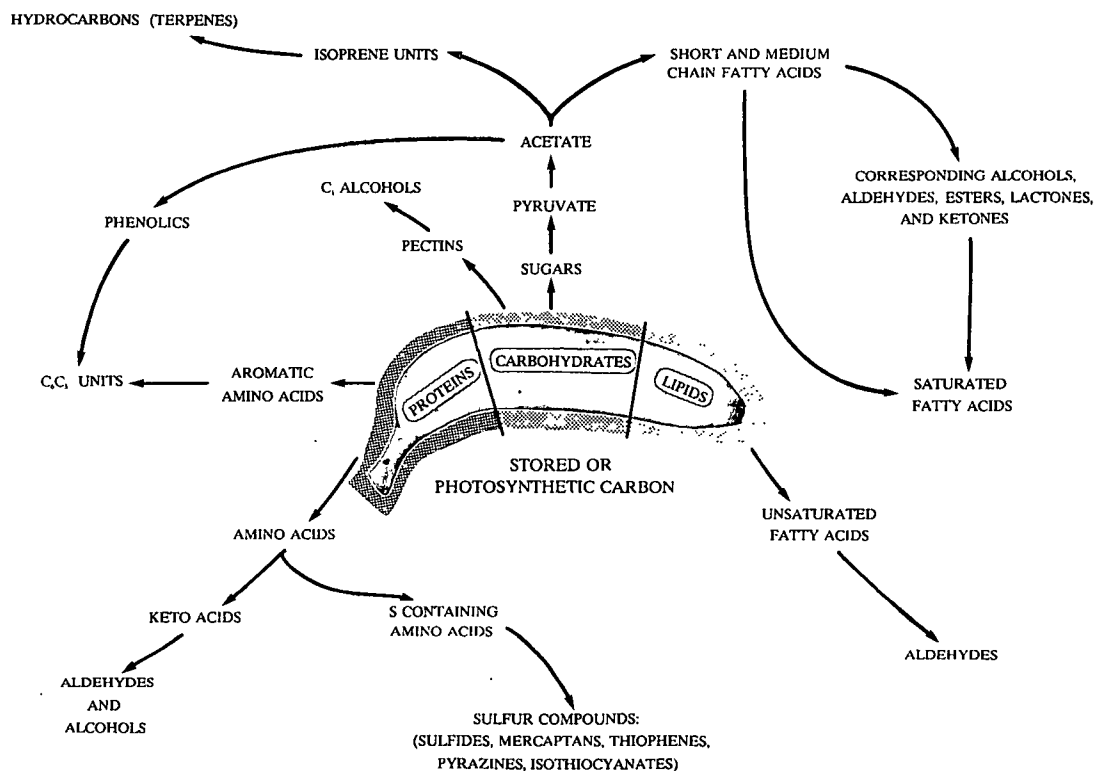 HYDROCARBONS (TERPENES)
ISOPRENE UNITS
SHORT AND MEDIUM
CHAIN FATTY ACIDS
ACETATE
C₁ ALCOHOLS
CORRESPONDING ALCOHOLS,
ALDEHYDES, ESTERS, LACTONES,
AND KETONES
PYRUVATE
PHENOLICS
PECTINS
SUGARS
PROTEINS
CARBOHYDRATES
LIPIDS
C₆C₁ UNITS
AROMATIC
AMINO ACIDS
SATURATED
FATTY ACIDS
STORED OR
PHOTOSYNTHETIC CARBON
AMINO ACIDS
UNSATURATED
FATTY ACIDS
KETO ACIDS
S CONTAINING
AMINO ACIDS
ALDEHYDES
ALDEHYDES
AND
ALCOHOLS
SULFUR COMPOUNDS:
(SULFIDES, MERCAPTANS, THIOPHENES,
PYRAZINES, ISOTHIOCYANATES)